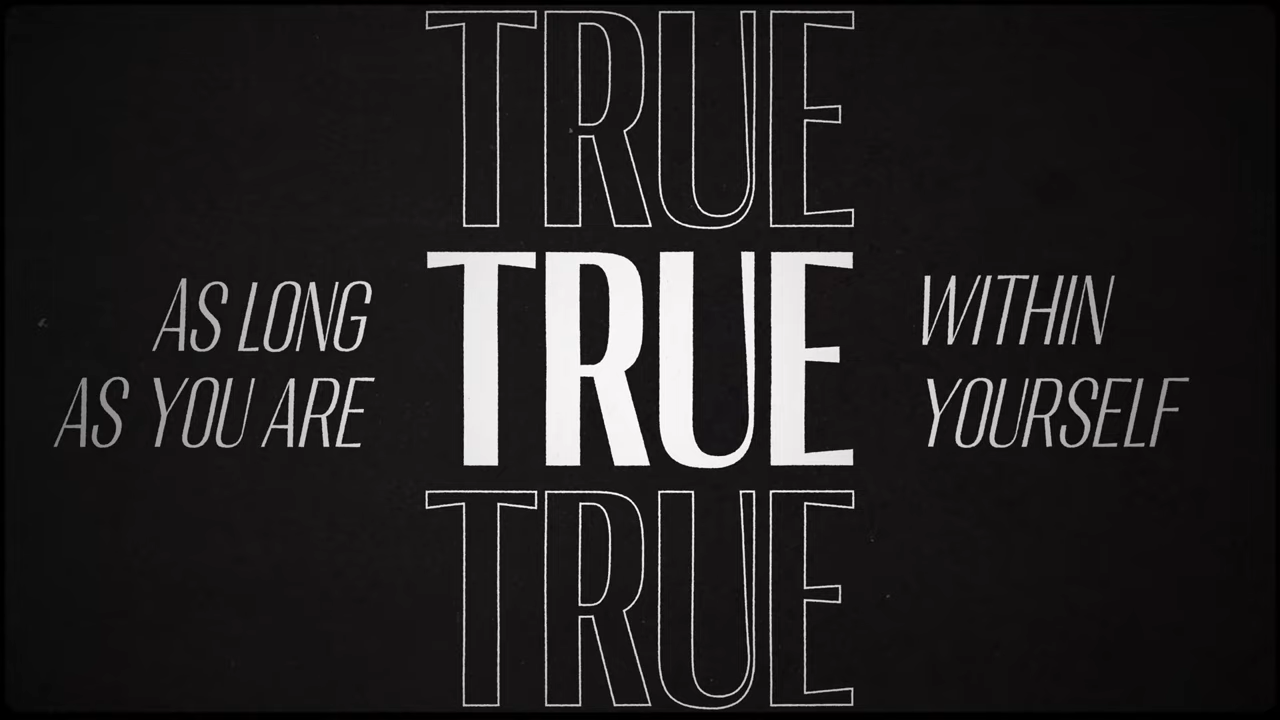 TRUE
AS LONG
AS YOU ARE
TRUE
WITHIN
YOURSELF
TRUE